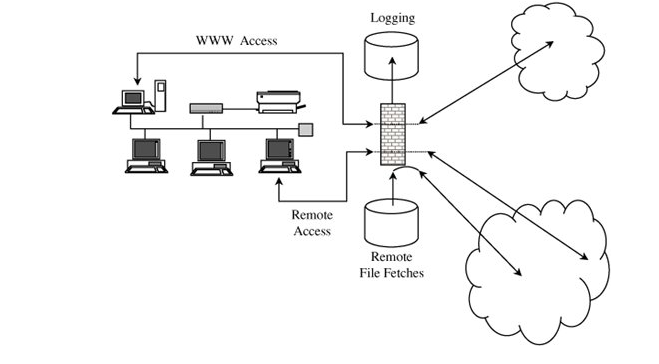 Logging
WWW Access
Remote
Access
Remote
File Fetches